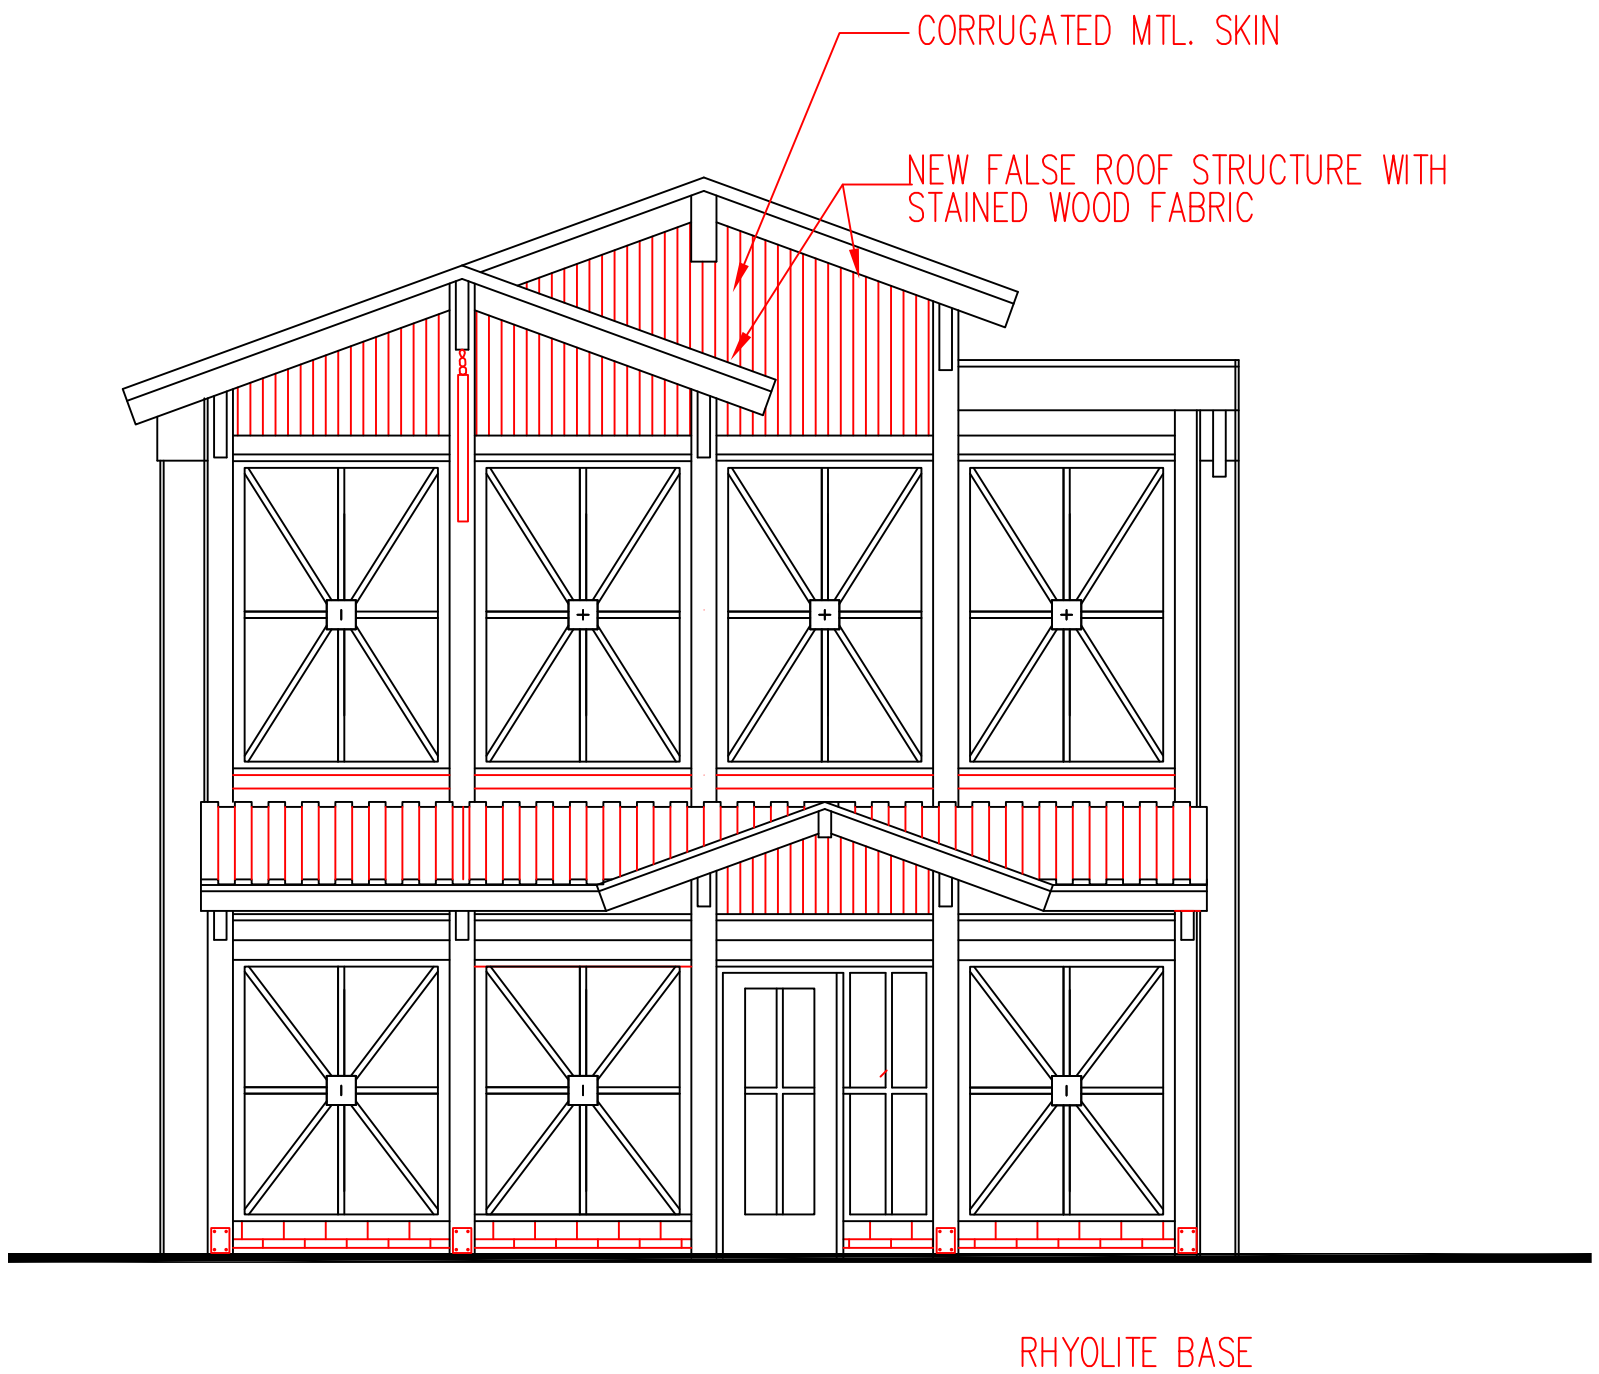 CORRUGATED MTL. SKIN
NEW FALSE ROOF STRUCTURE WITH
STAINED WOOD FABRIC
RHYOLITE BASE